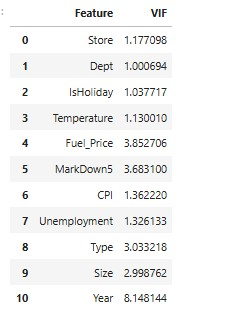 Feature VIF
0 Store 1.177098
1 Dept 1.000694
2 IsHoliday 1.037717
3 Temperature 1.130010
4 Fuel_Price 3.852706
5 MarkDown5 3.683100
6 CPI 1.362220
7 Unemployment 1.326133
8 Type 3.033218
9 Size 2.998762
10 Year 8.148144